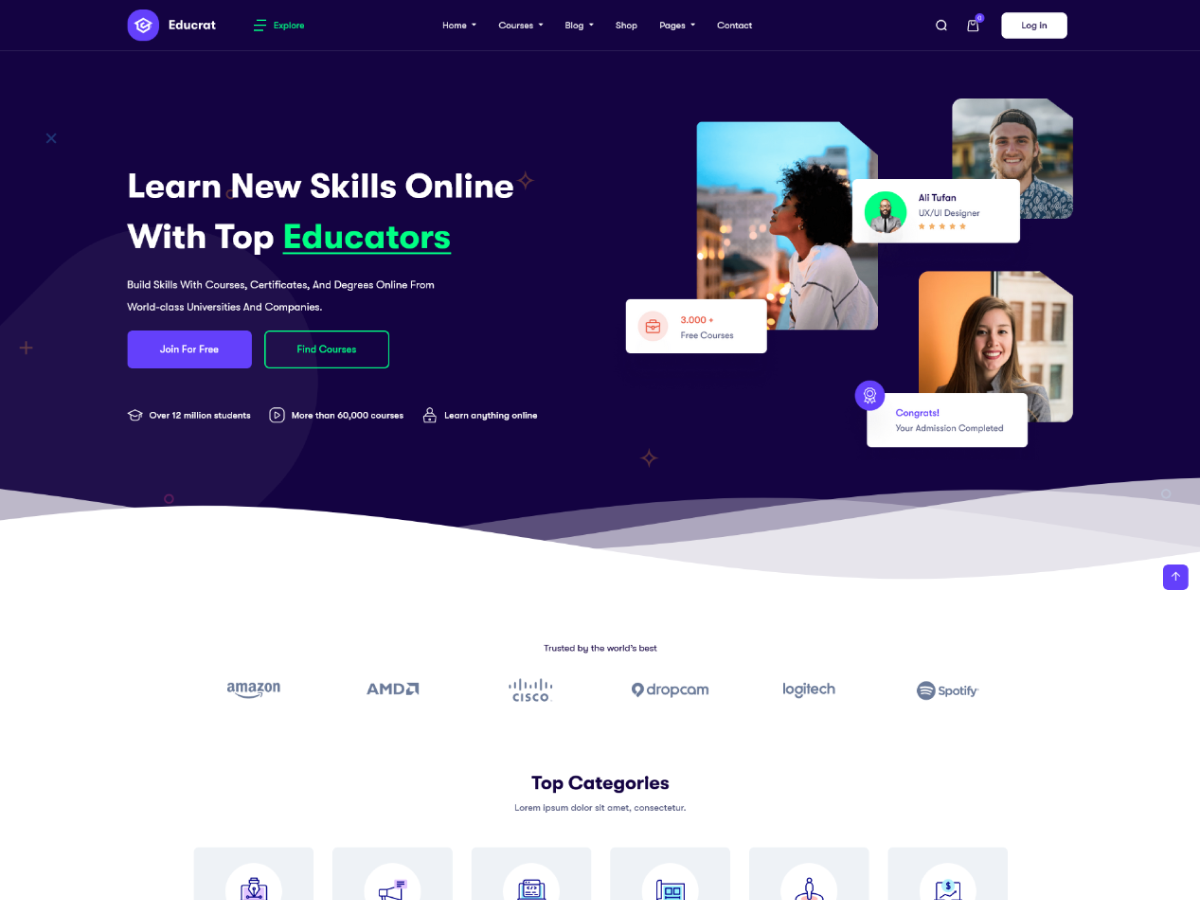 Educrat
Explore
Home
Courses
Blog
Shop
Pages
Contact
0
Log In
Learn New Skills Online
With Top Educators
Build Skills With Courses, Certificates, And Degrees Online From
World-class Universities And Companies.
Join For Free
Find Courses
Over 12 million students
More than 60,000 courses
Learn anything online
Ali Tufan
UX/UI Designer
3.000 +
Free Courses
Congrats!
Your Admission Completed
Trusted by the world's best
amazon
AMD
CISCO
dropcam
logitech
Spotify
Top Categories
Lorem ipsum dolor sit amet, consectetur.
$